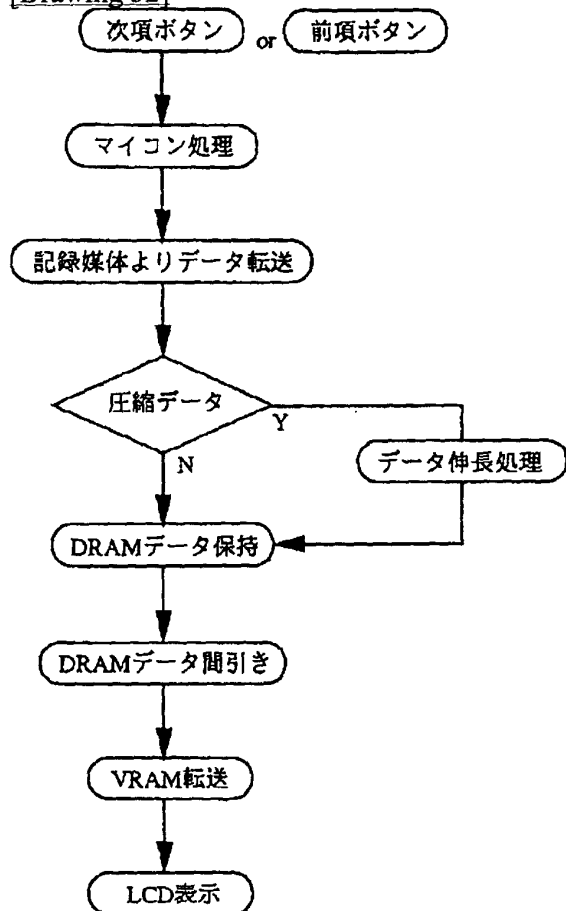 次項ボタン or 前項ボタン
マイコン処理
記録媒体よりデータ転送
圧縮データ
Y
データ伸長処理
N
DRAMデータ保持
DRAMデータ間引き
VRAM転送
LCD表示